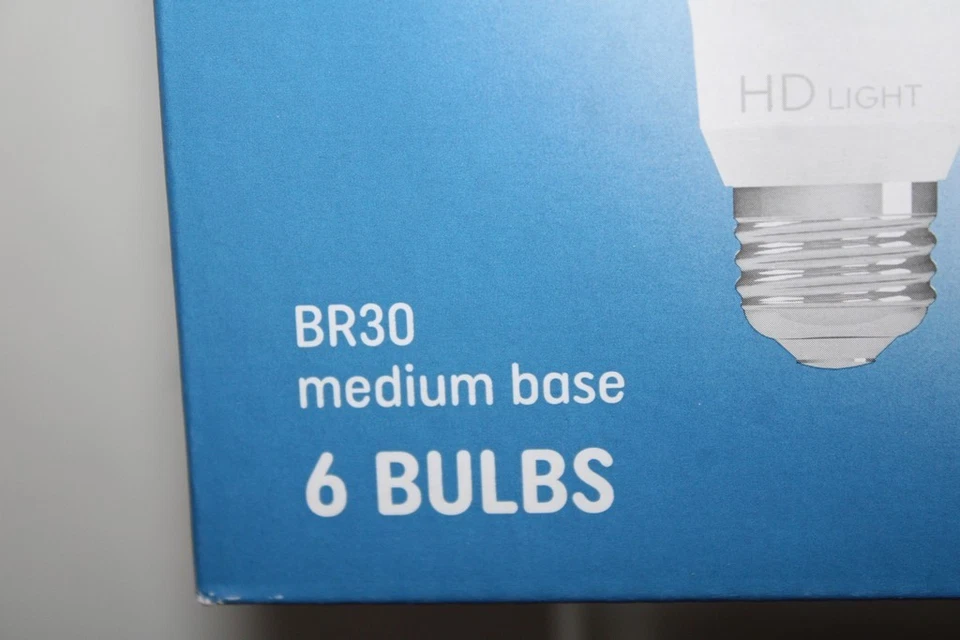 HD LIGHT
BR30
medium base
6 BULBS